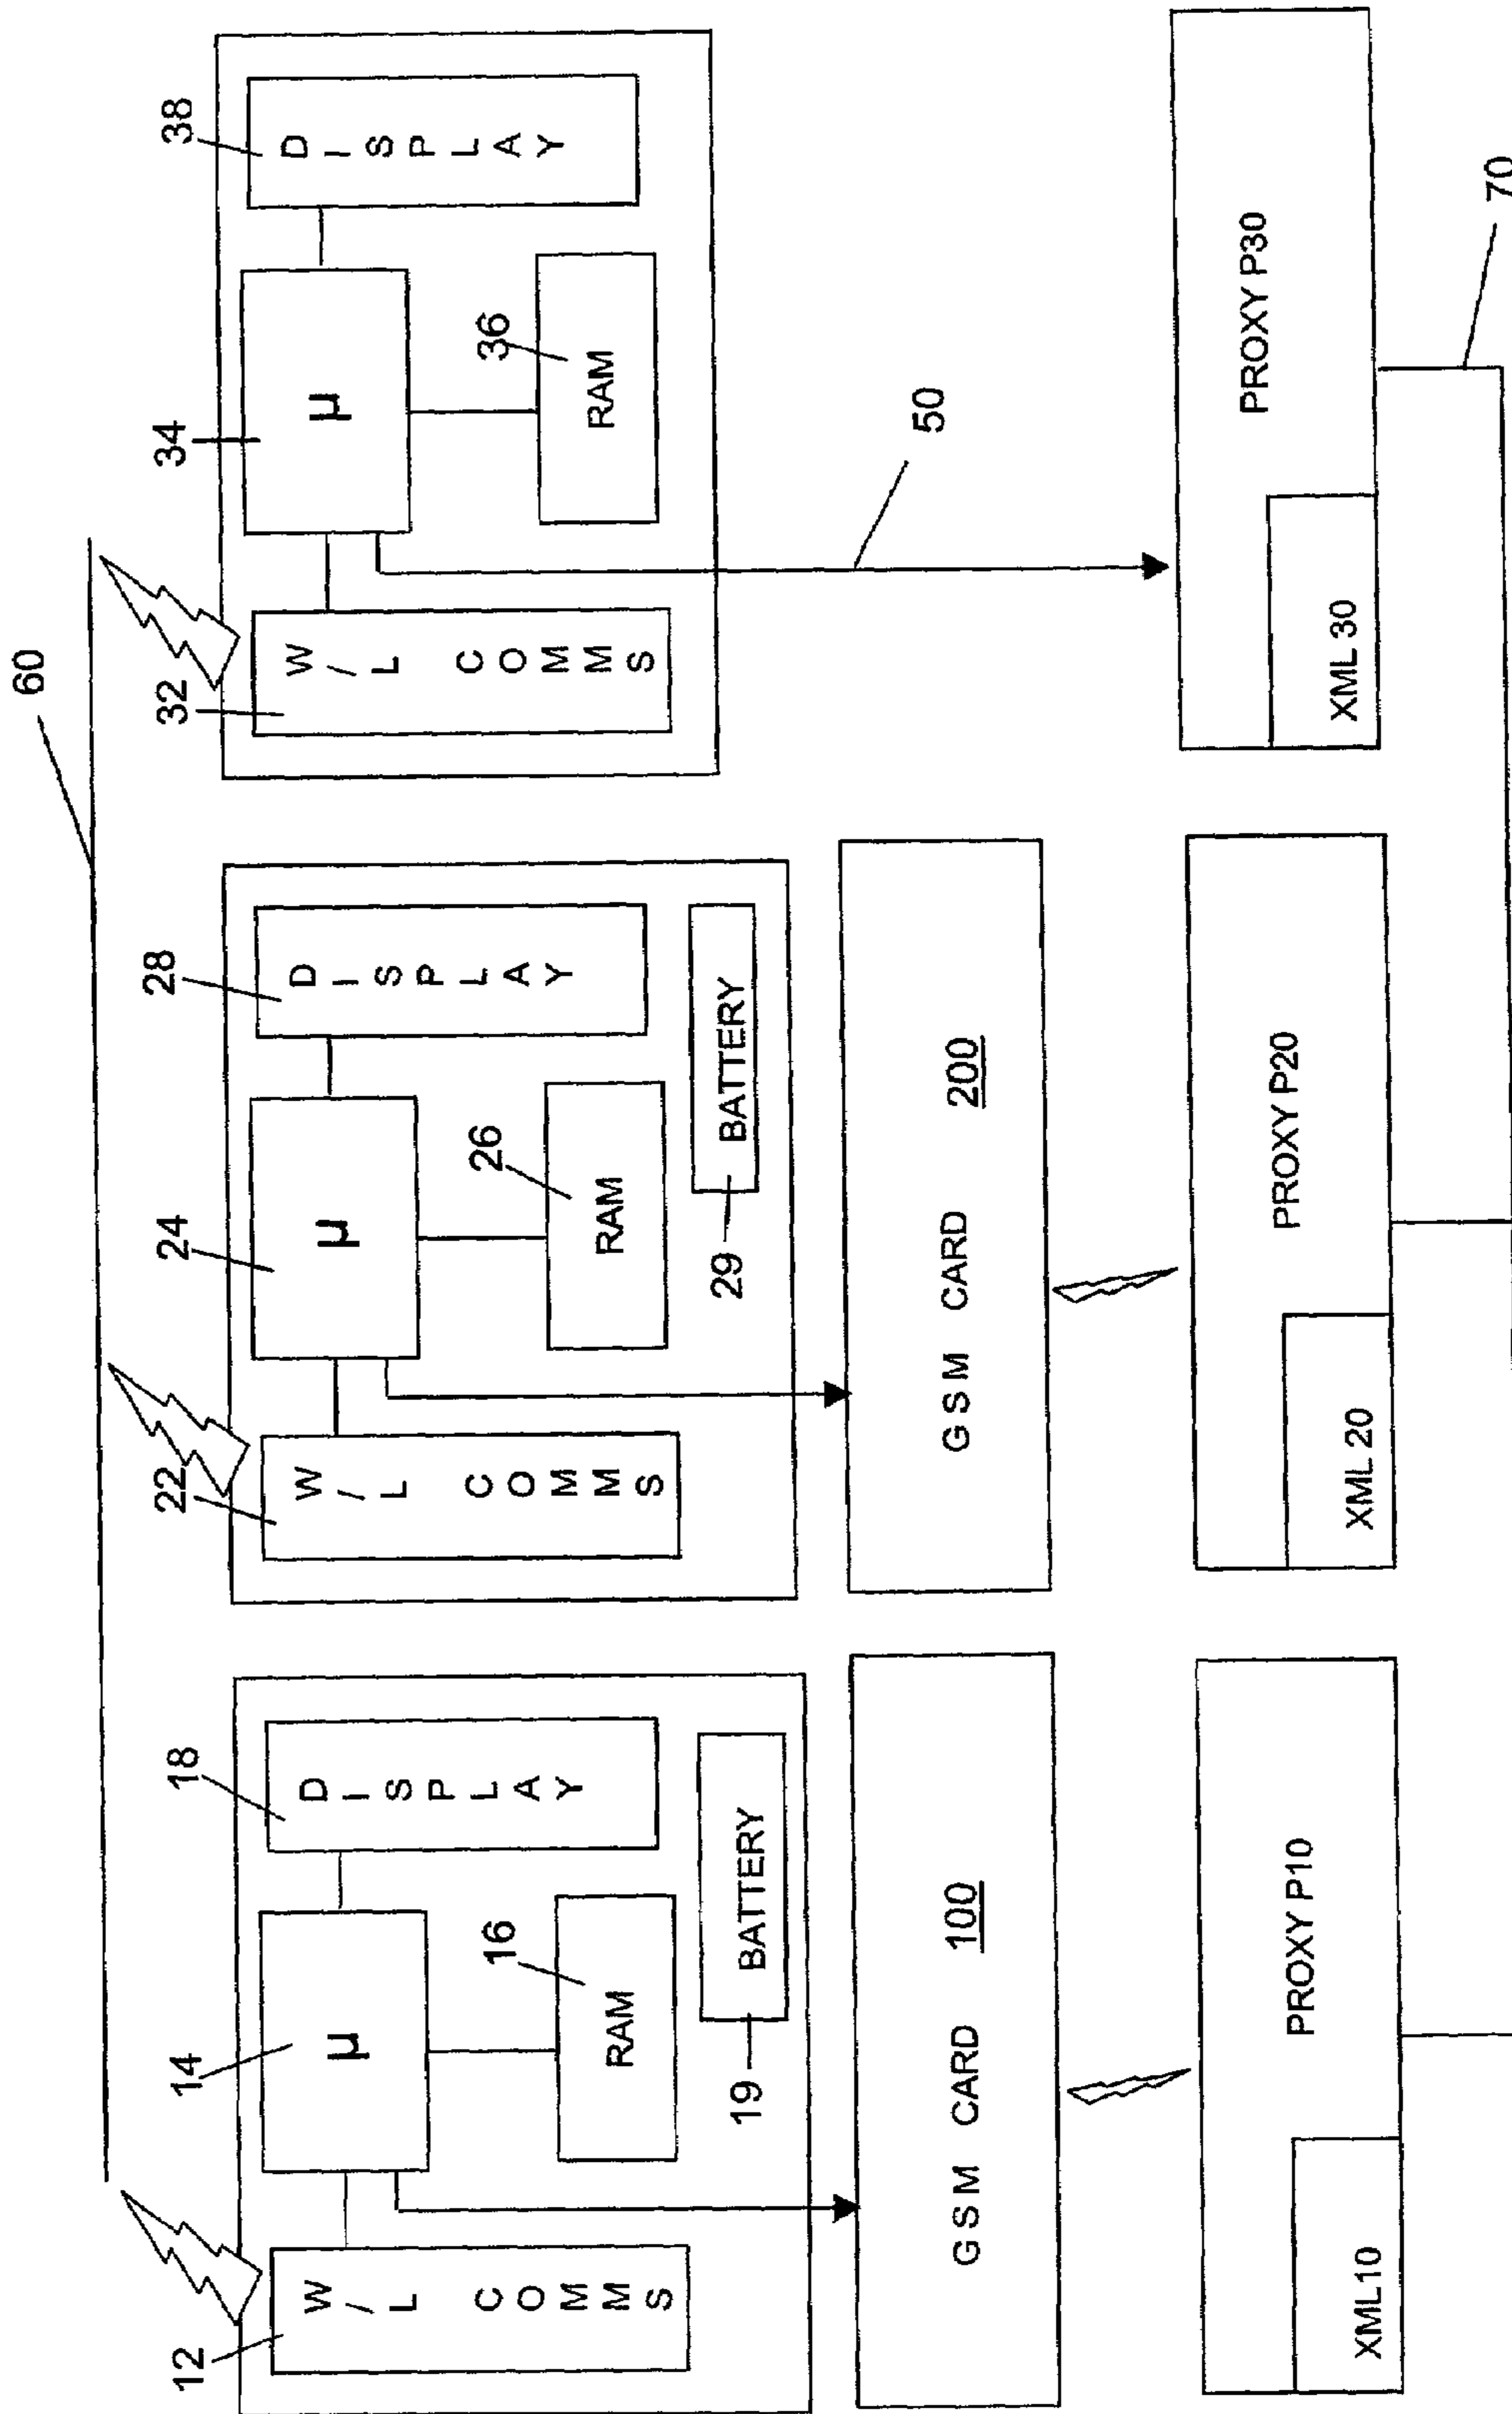 60
12
14
18
W/L COMMS
µ
DISPLAY
16
RAM
19
BATTERY
GSM CARD 100
PROXY P10
XML10
22
24
28
W/L COMMS
µ
DISPLAY
26
RAM
29
BATTERY
GSM CARD 200
PROXY P20
XML 20
32
34
38
W/L COMMS
µ
DISPLAY
36
RAM
50
PROXY P30
XML 30
70